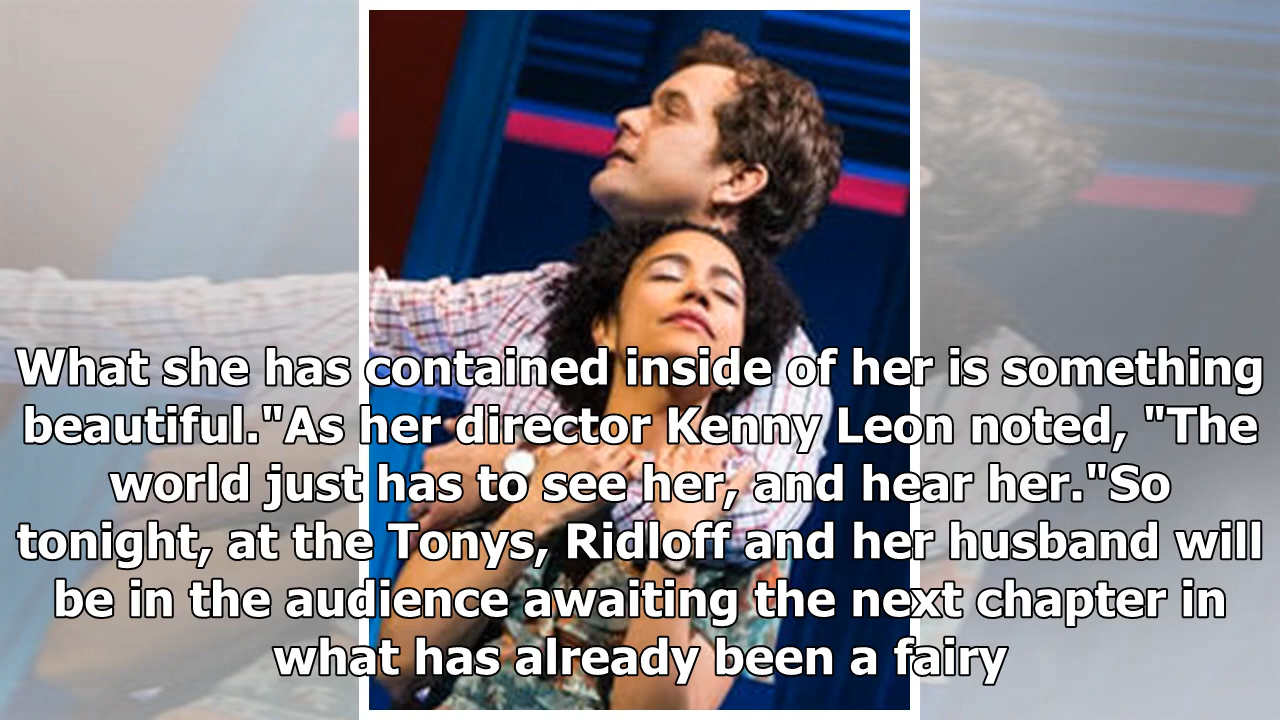 What she has contained inside of her is something
beautiful."As her director Kenny Leon noted, "The
world just has to see her, and hear her."So
tonight, at the Tonys, Ridloff and her husband will
be in the audience awaiting the next chapter in
what has already been a fairy